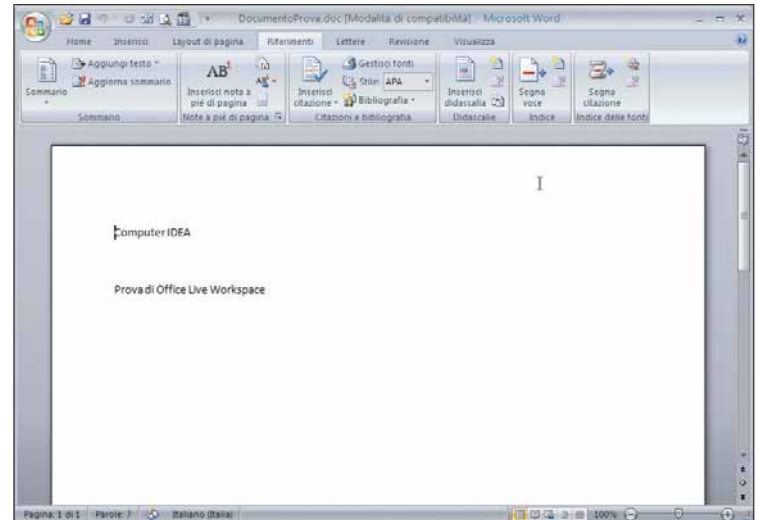 DocumentoProva.doc [Modalità di compatibilità] - Microsoft Word
Home Inserisci Layout di pagina Riferimenti Lettere Revisione Visualizza
Sommario
Aggiungi testo
Aggiorna sommario
Sommario
AB¹
Inserisci nota a
piè di pagina
Note a piè di pagina
Inserisci
citazione
Gestisci fonti
Stile: APA
Bibliografia
Citazioni e bibliografia
Inserisci
didascalia
Didascalie
Segna
voce
Indice
Segna
citazione
Indice delle fonti
Computer IDEA
Prova di Office Live Workspace
Pagina: 1 di 1 Parole: 7 Italiano (Italia) 100%